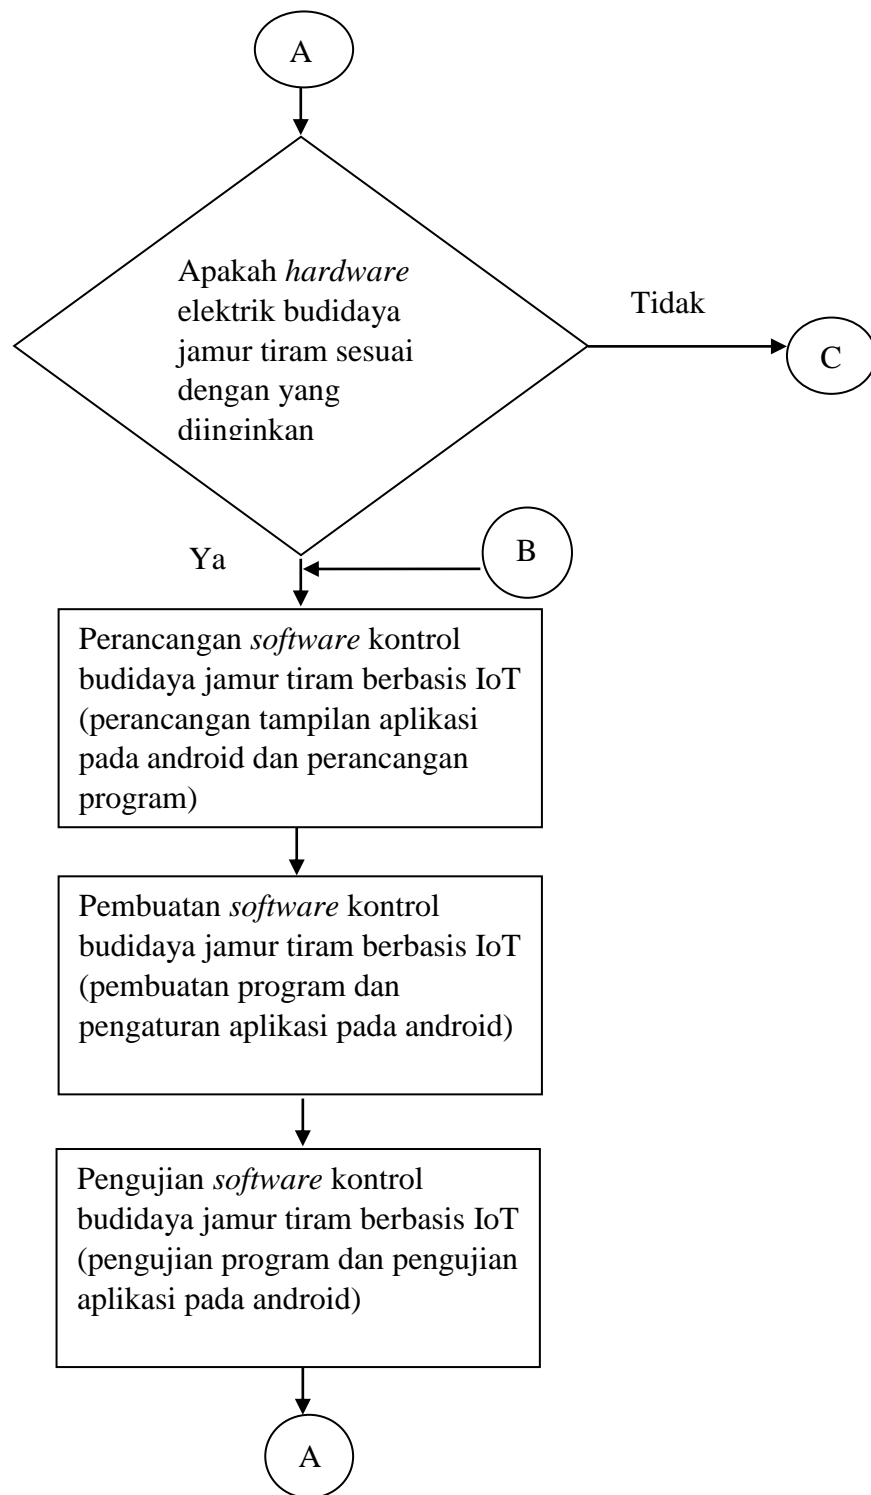 A
Apakah hardware
elektrik budidaya
jamur tiram sesuai
dengan yang
diinginkan
Tidak
C
Ya
B
Perancangan software kontrol
budidaya jamur tiram berbasis IoT
(perancangan tampilan aplikasi
pada android dan perancangan
program)
Pembuatan software kontrol
budidaya jamur tiram berbasis IoT
(pembuatan program dan
pengaturan aplikasi pada android)
Pengujian software kontrol
budidaya jamur tiram berbasis IoT
(pengujian program dan pengujian
aplikasi pada android)
A